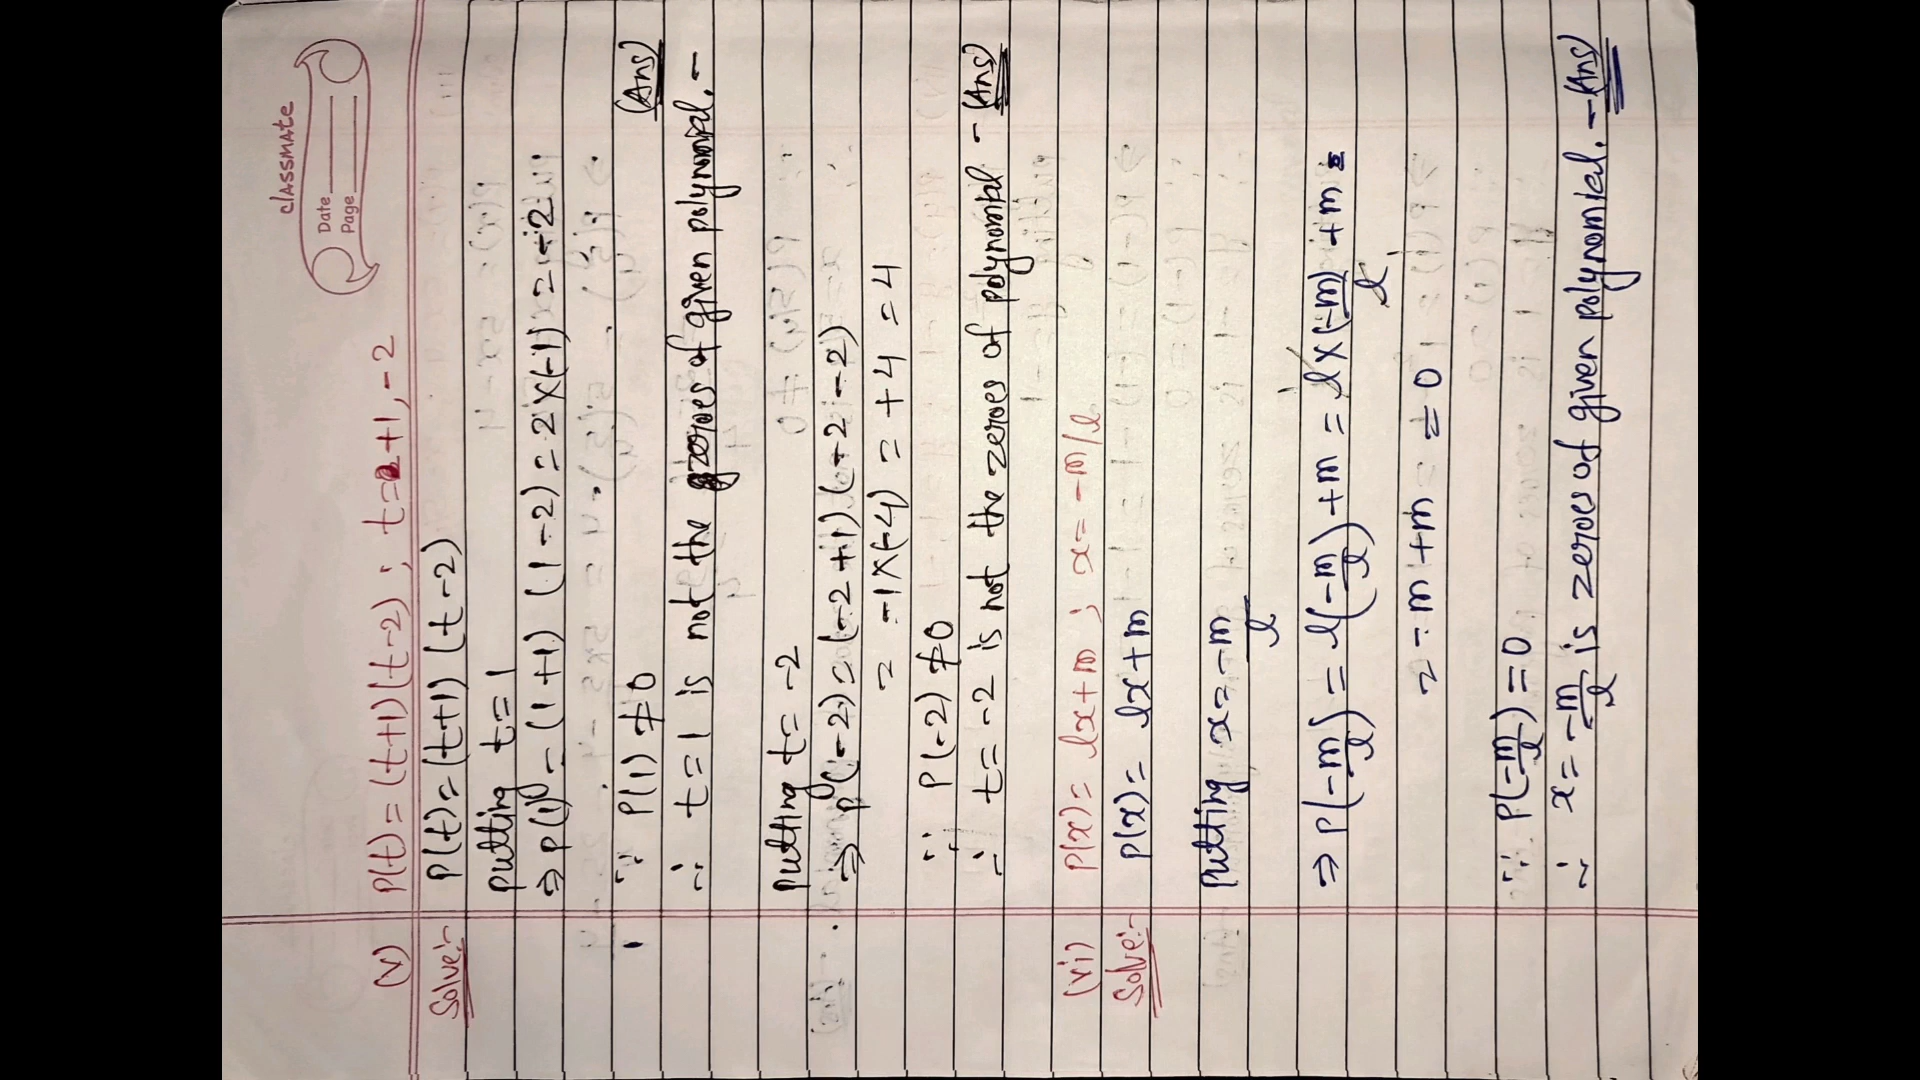 classmate
Date
Page
(v) P(t) = (t+1)(t-2) ; t = +1, -2
Solve:- P(t) = (t+1) (t-2)
putting t = 1
⇒ P(1) = (1+1) (1-2) = 2×(-1) = -2
∵ P(1) ≠ 0 (Ans)
∴ t = 1 is not the zeroes of given polynomial. -
putting t = -2
⇒ P(-2) = (-2+1) (-2-2)
= -1×(-4) = +4 = 4
∵ P(-2) ≠ 0
∴ t = -2 is not the zeroes of polynomial - (Ans)
(vi) P(x) = lx+m ; x = -m/l
Solve:- P(x) = lx+m
Putting x = -m/l
⇒ P(-m/l) = l(-m/l) + m = l × (-m)/l + m =
= -m + m = 0
∵ P(-m/l) = 0
∴ x = -m/l is zeroes of given polynomial. - (Ans)